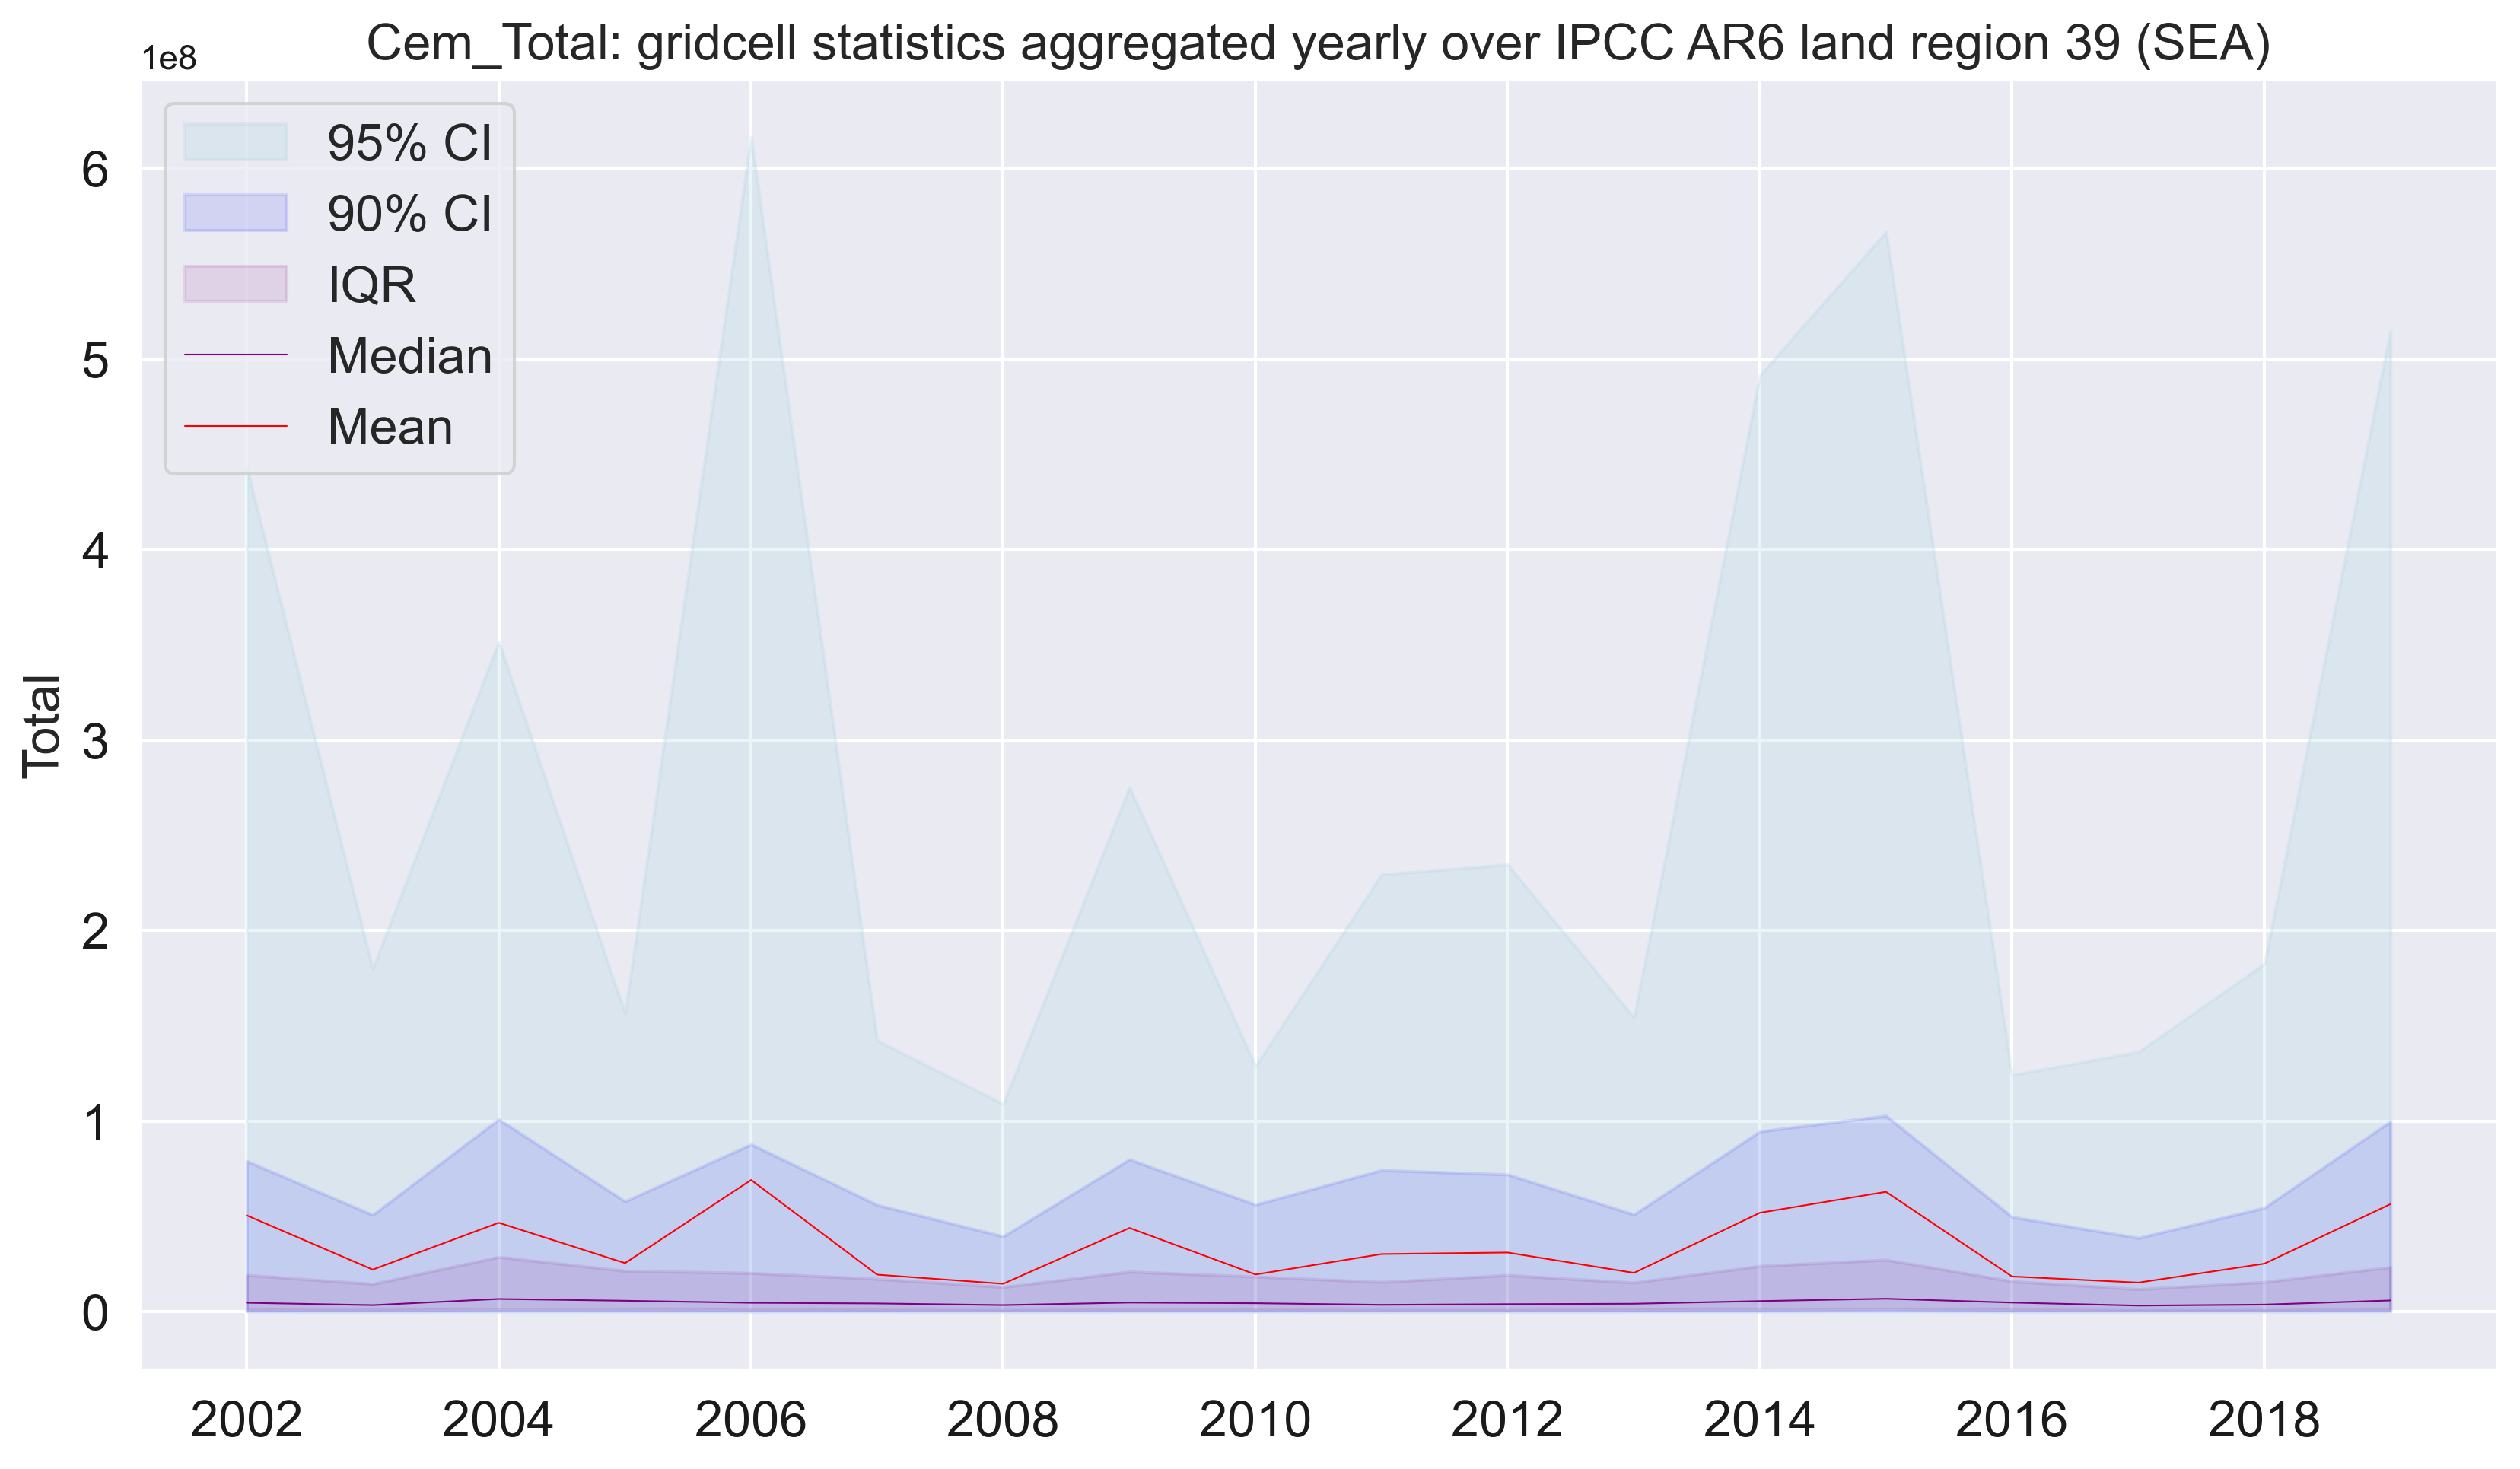 Cem_Total: gridcell statistics aggregated yearly over IPCC AR6 land region 39 (SEA)
1e8
95% CI
90% CI
IQR
Median
Mean
6
5
4
3
2
1
0
Total
2002 2004 2006 2008 2010 2012 2014 2016 2018